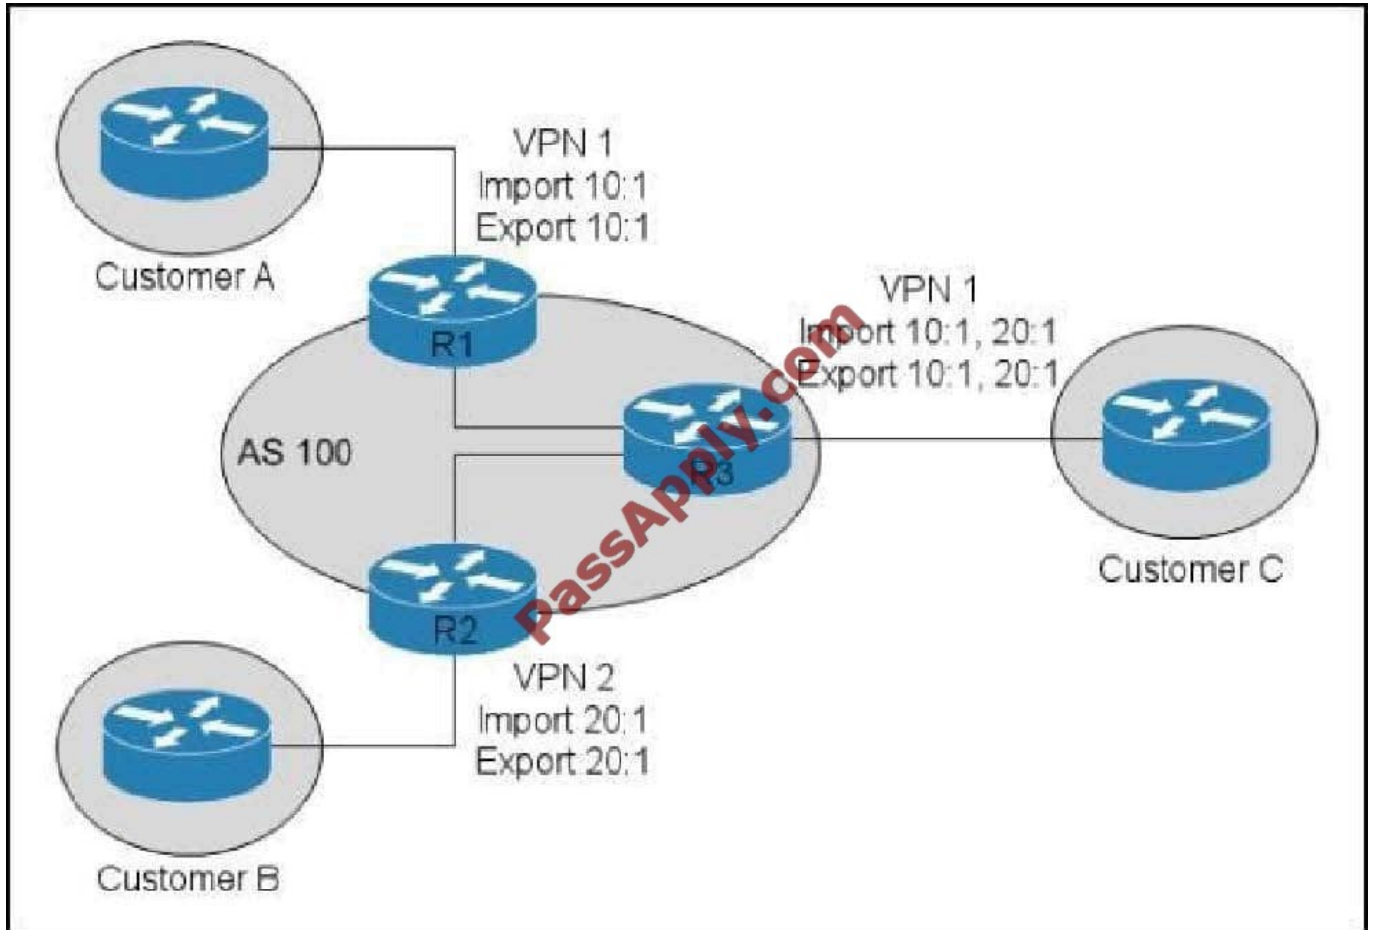 VPN 1
Import 10:1
Export 10:1
Customer A
R1
VPN 1
Import 10:1, 20:1
Export 10:1, 20:1
AS 100
R3
Customer C
R2
VPN 2
Import 20:1
Export 20:1
Customer B
PassApply.com